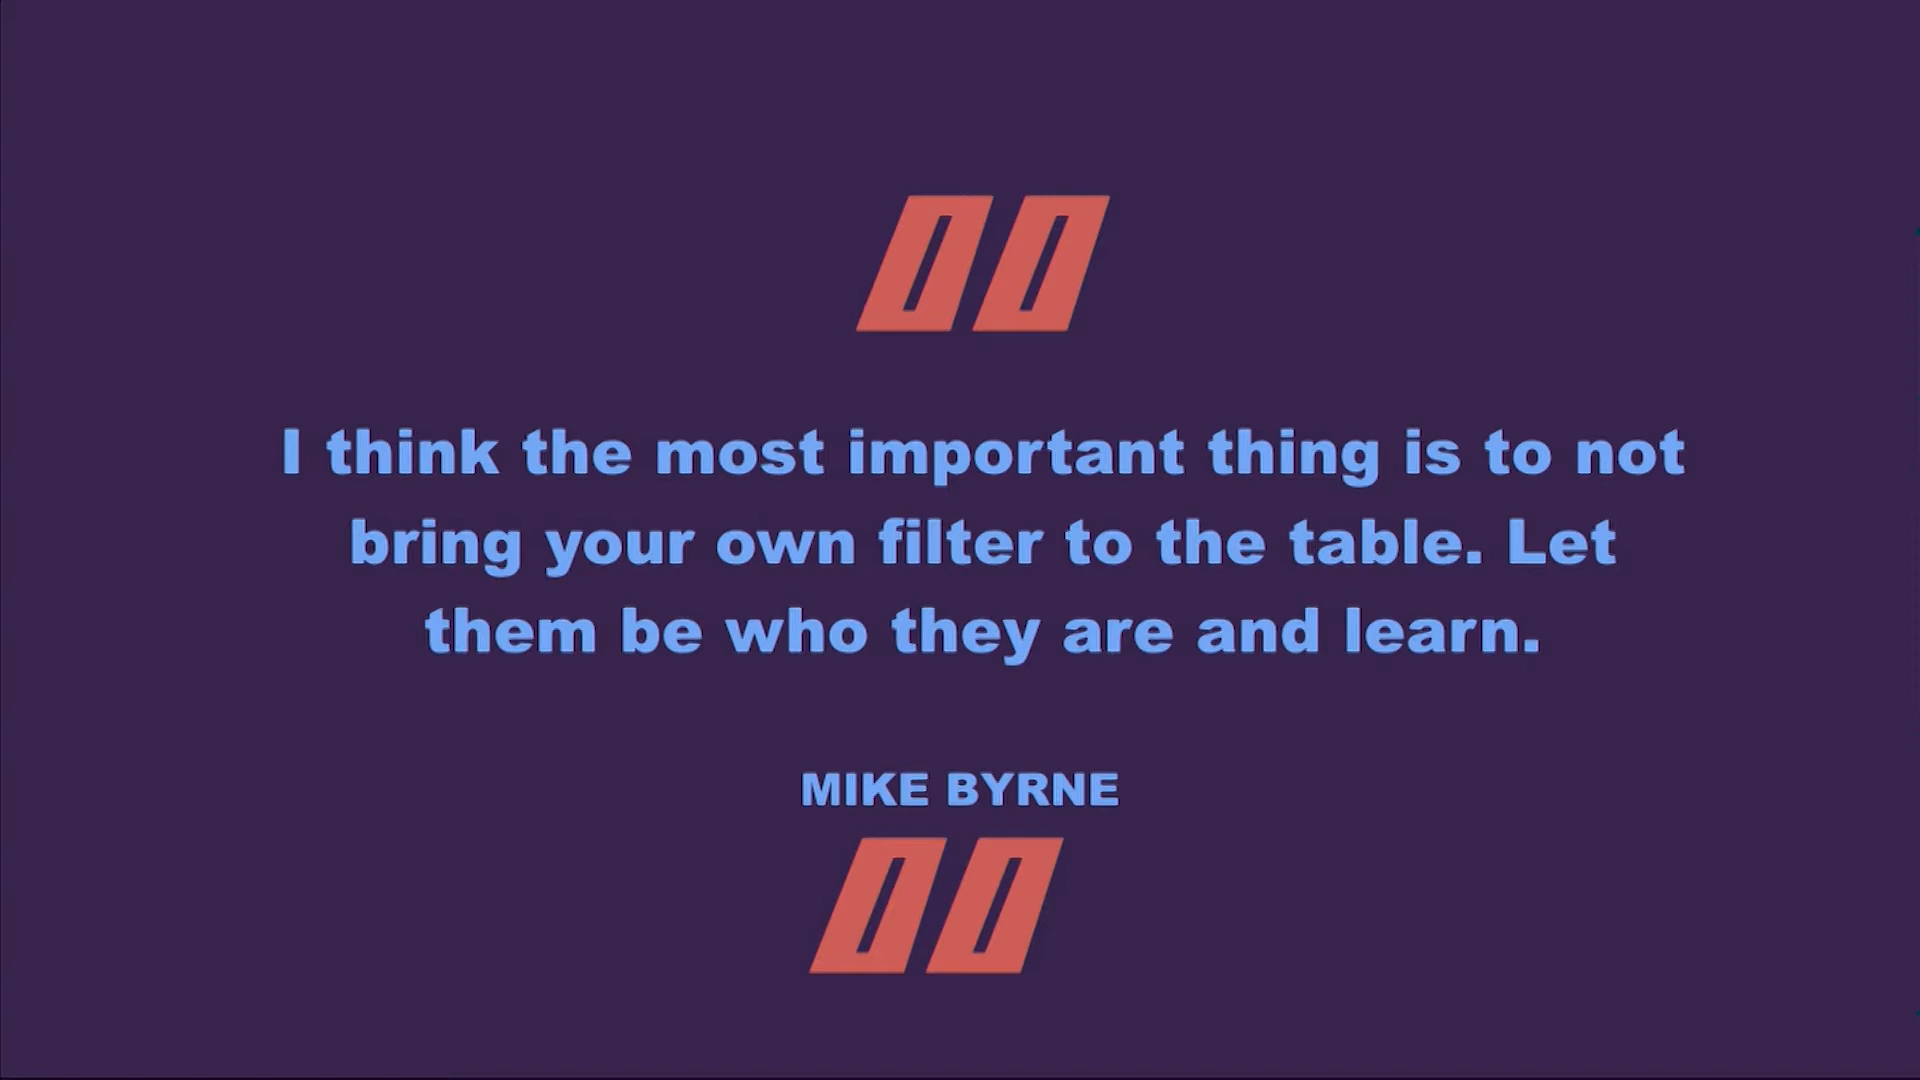 I think the most important thing is to not
bring your own filter to the table. Let
them be who they are and learn.
MIKE BYRNE